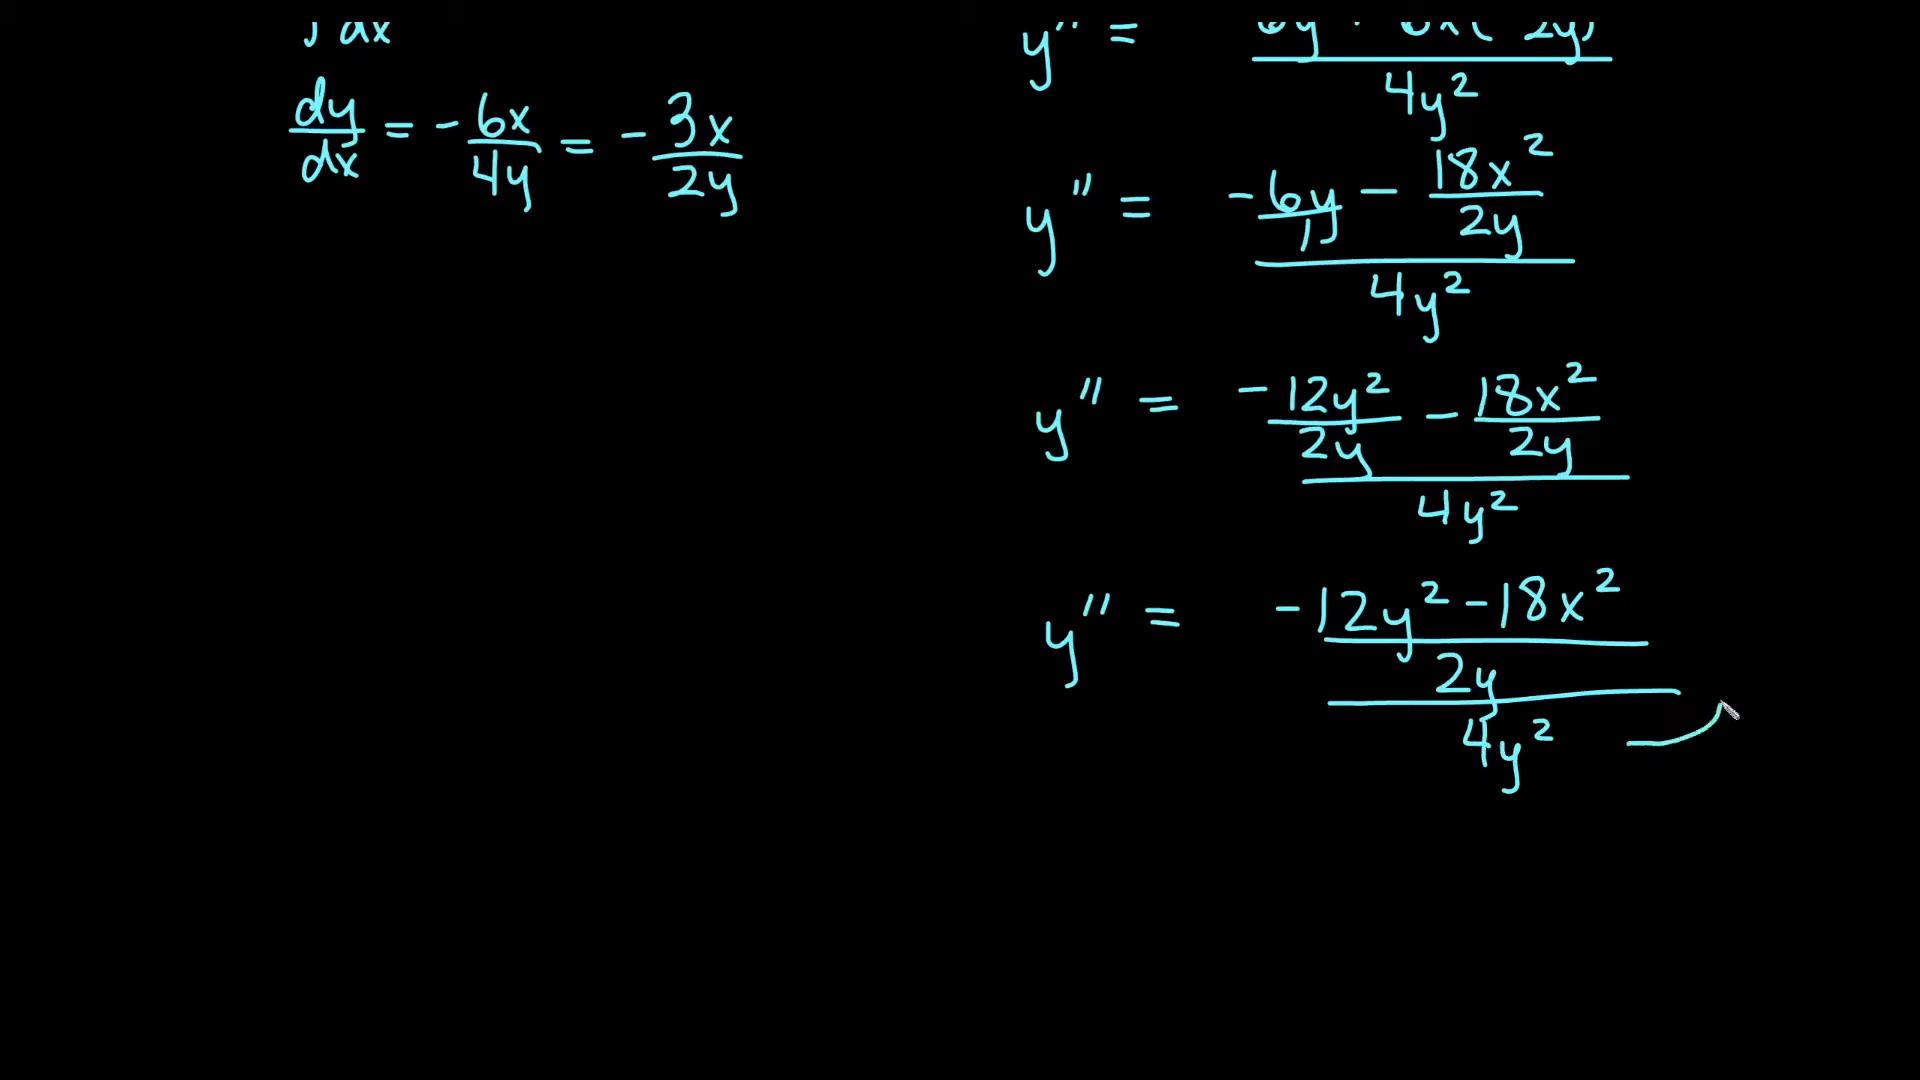 dx
dy/dx = - 6x/4y = - 3x/2y
y'' = / 4y²
y'' = (-6y/1 - 18x²/2y) / 4y²
y'' = (-12y²/2y - 18x²/2y) / 4y²
y'' = ((-12y² - 18x²)/2y) / 4y²